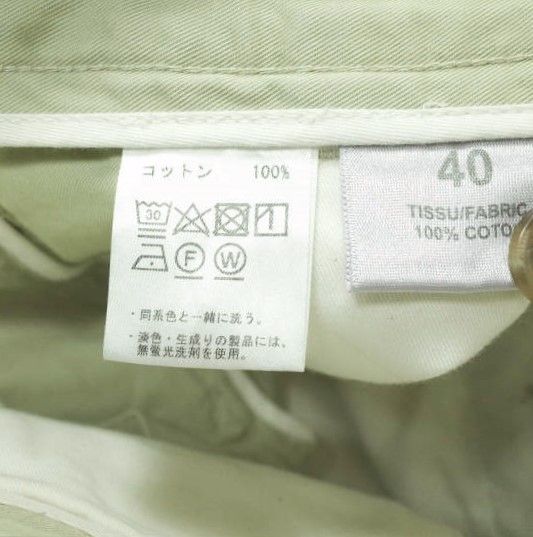 コットン 100%
30
F W
・同系色と一緒に洗う。
・淡色・生成りの製品には、
無蛍光洗剤を使用。
40
TISSU/FABRIC
100% COTO